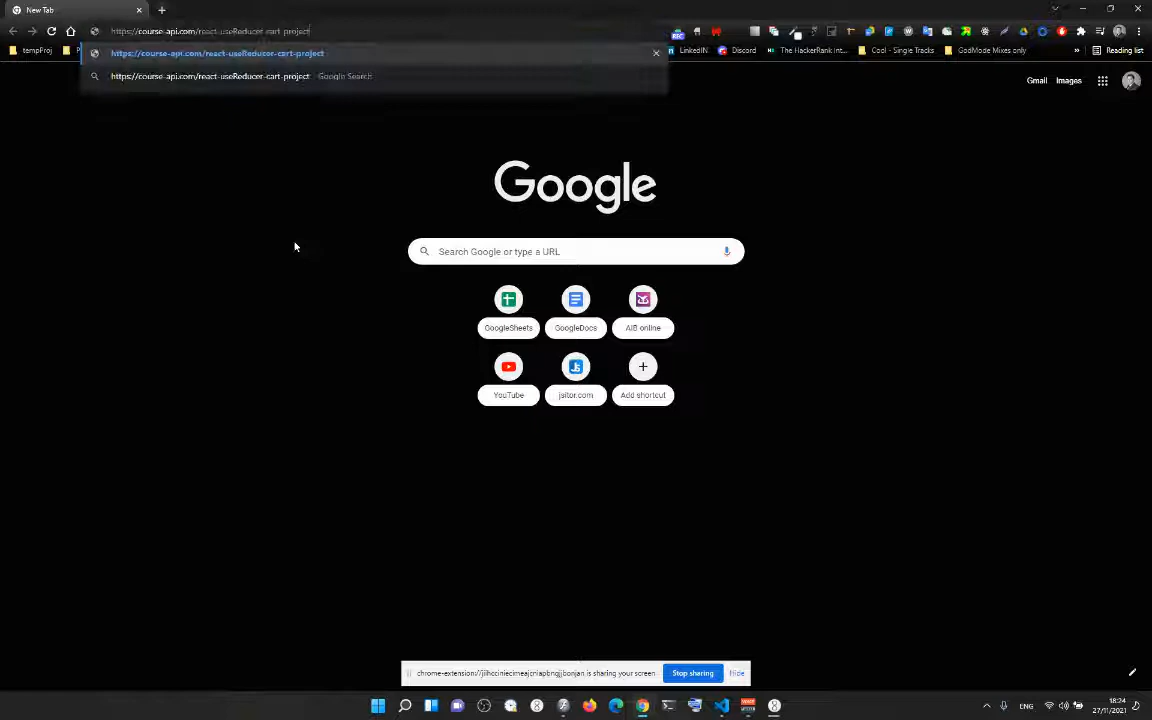 New Tab
https://course-api.com/react-useReducer-cart-project
tempProj
LinkedIN
Discord
The HackerRank Int
Cool - Single Tracks
GodMode Mixes only
Reading list
https://course-api.com/react-useReducer-cart-project
https://course-api.com/react-useReducer-cart-project Google Search
Gmail
Images
Google
Search Google or type a URL
GoogleSheets
GoogleDocs
AIB online
YouTube
jsitor.com
Add shortcut
is sharing your screen
Stop sharing
Hide
ENG
18:24
27/11/2021